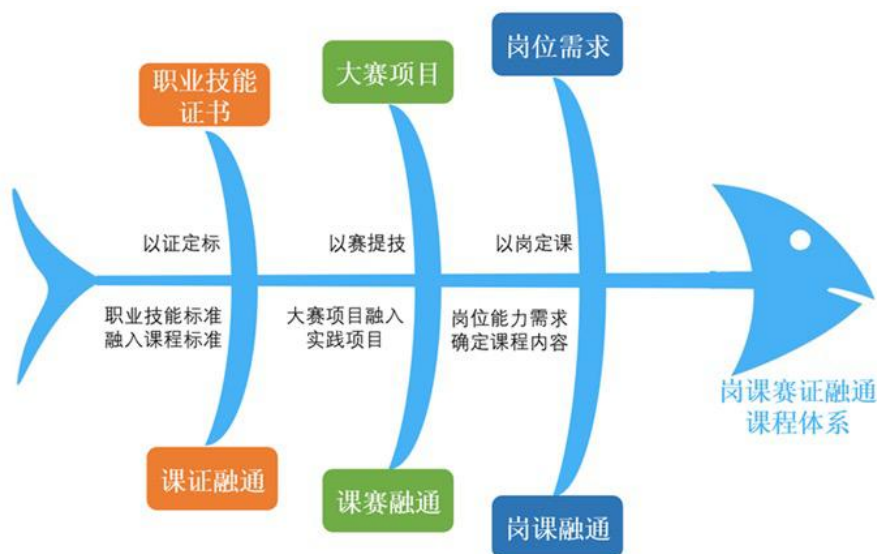 岗位需求
大赛项目
职业技能
证书
以证定标
以赛提技
以岗定课
职业技能标准
融入课程标准
大赛项目融入
实践项目
岗位能力需求
确定课程内容
岗课赛证融通
课程体系
课证融通
课赛融通
岗课融通